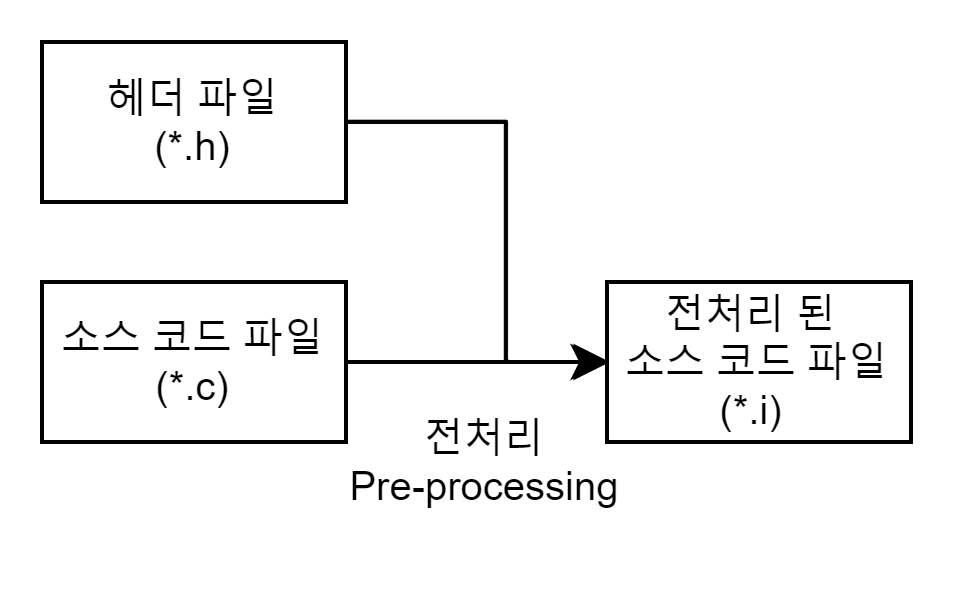 헤더 파일
(*.h)
소스 코드 파일
(*.c)
전처리
Pre-processing
전처리 된
소스 코드 파일
(*.i)